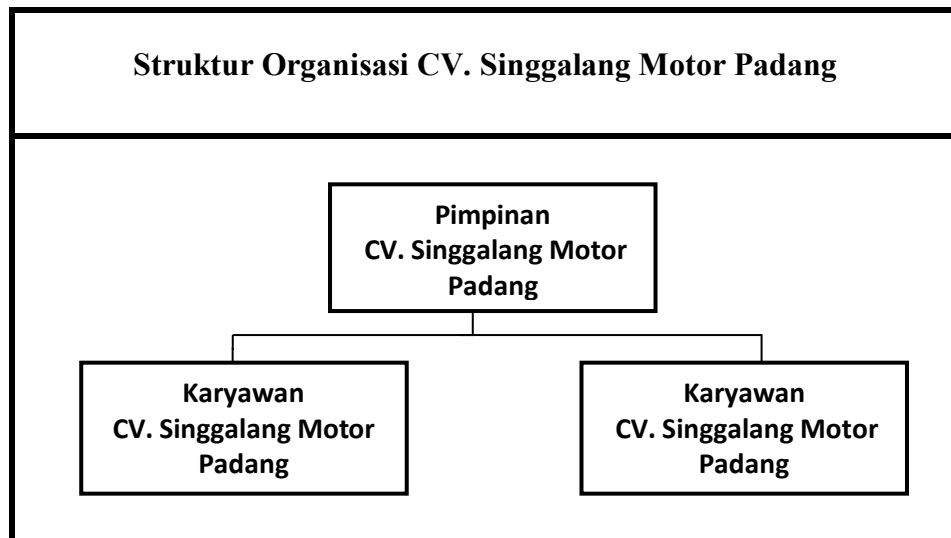 Struktur Organisasi CV. Singgalang Motor Padang
Pimpinan
CV. Singgalang Motor
Padang
Karyawan
CV. Singgalang Motor
Padang
Karyawan
CV. Singgalang Motor
Padang